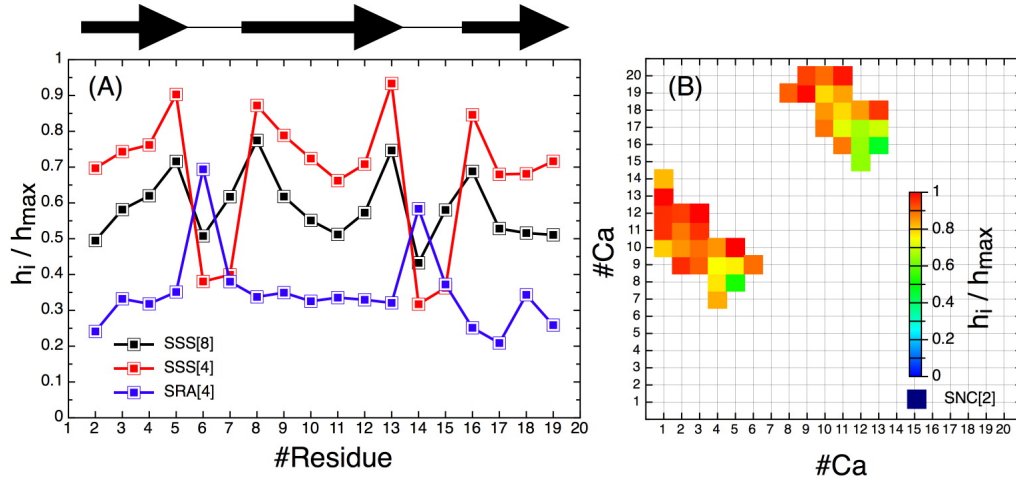 (A)
h_i / h_max
1
0.9
0.8
0.7
0.6
0.5
0.4
0.3
0.2
0.1
0
SSS[8]
SSS[4]
SRA[4]
1 2 3 4 5 6 7 8 9 10 11 12 13 14 15 16 17 18 19 20
#Residue
(B)
#Ca
20
19
18
17
16
15
14
13
12
11
10
9
8
7
6
5
4
3
2
1
1
0.8
0.6
0.4
0.2
0
h_i / h_max
SNC[2]
1 2 3 4 5 6 7 8 9 10 11 12 13 14 15 16 17 18 19 20
#Ca